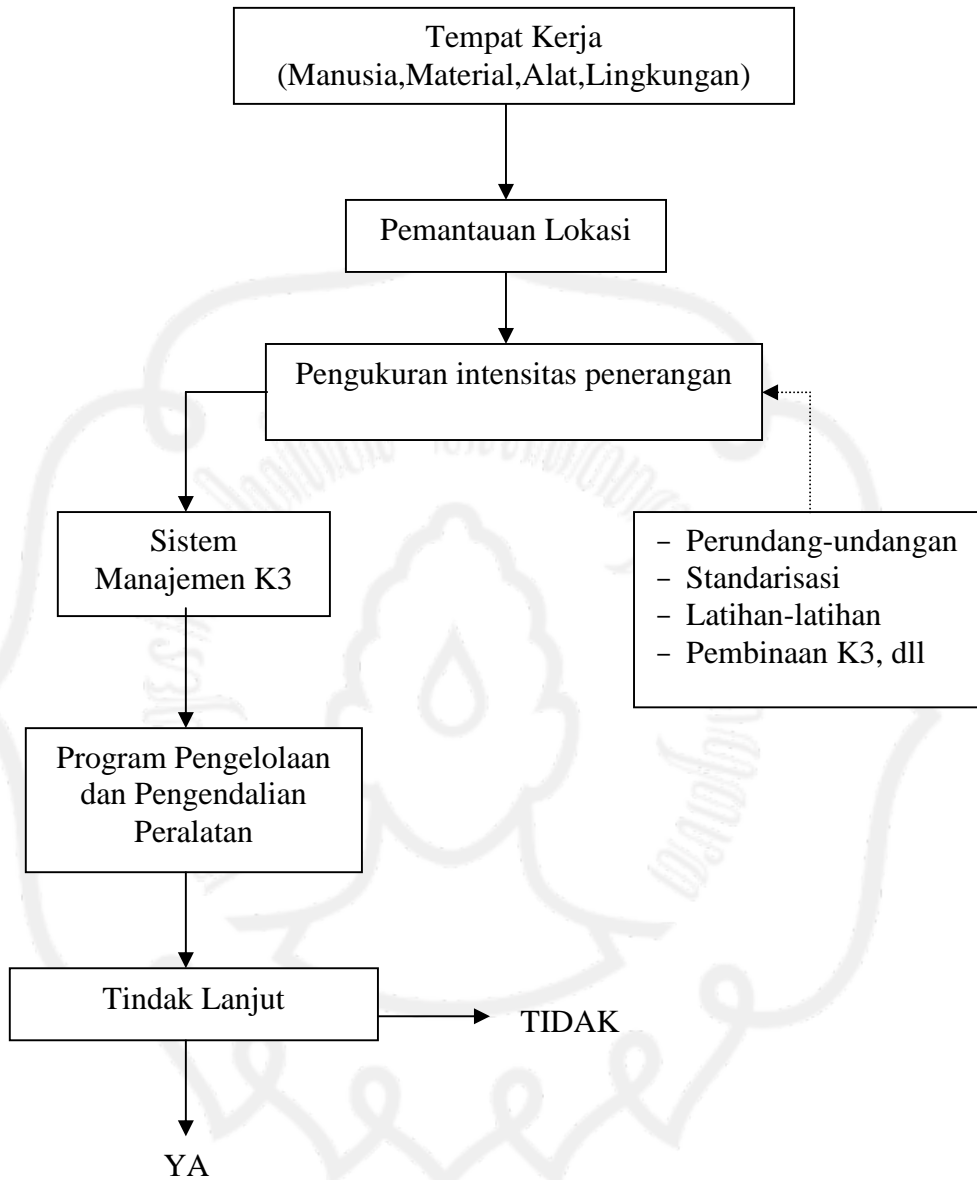 Tempat Kerja
(Manusia,Material,Alat,Lingkungan)
Pemantauan Lokasi
Pengukuran intensitas penerangan
Sistem
Manajemen K3
– Perundang-undangan
– Standarisasi
– Latihan-latihan
– Pembinaan K3, dll
Program Pengelolaan
dan Pengendalian
Peralatan
Tindak Lanjut
TIDAK
YA